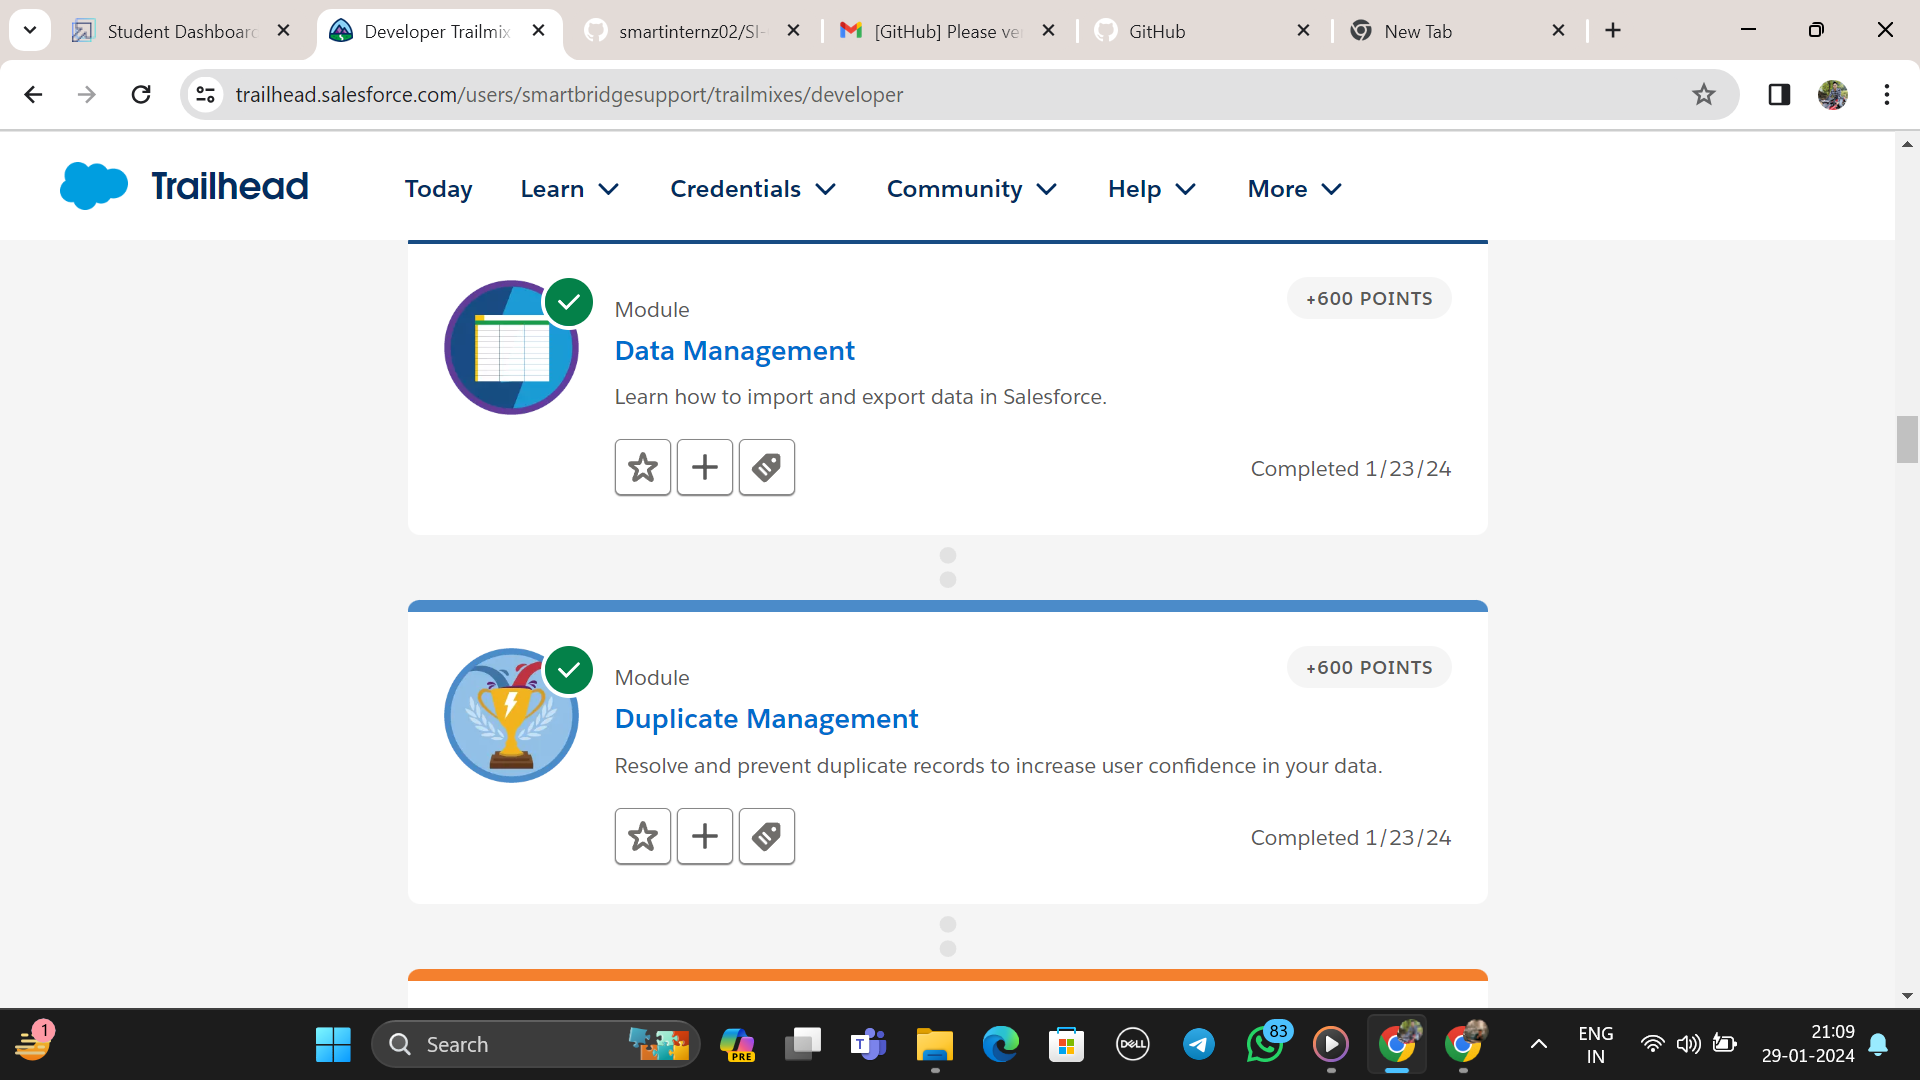 Student Dashboard
Developer Trailmix
smartinternz02/SI-
[GitHub] Please ve
GitHub
New Tab
trailhead.salesforce.com/users/smartbridgesupport/trailmixes/developer
Trailhead
Today
Learn
Credentials
Community
Help
More
+600 POINTS
Module
Data Management
Learn how to import and export data in Salesforce.
Completed 1/23/24
+600 POINTS
Module
Duplicate Management
Resolve and prevent duplicate records to increase user confidence in your data.
Completed 1/23/24
1
Search
PRE
T
DELL
83
ENG
IN
21:09
29-01-2024